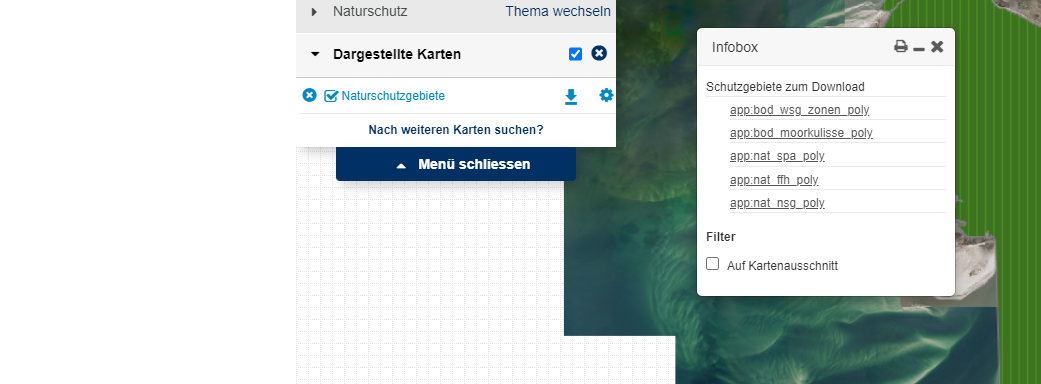 Naturschutz Thema wechseln
Dargestellte Karten
Naturschutzgebiete
Nach weiteren Karten suchen?
Menü schliessen
Infobox
Schutzgebiete zum Download
app:bod_wsg_zonen_poly
app:bod_moorkulisse_poly
app:nat_spa_poly
app:nat_ffh_poly
app:nat_nsg_poly
Filter
Auf Kartenausschnitt